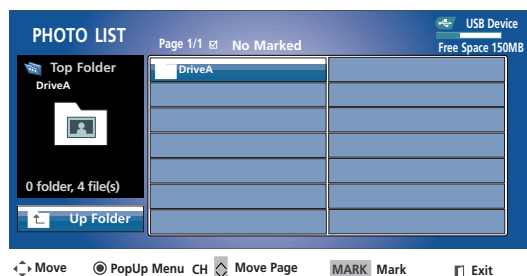 PHOTO LIST
Page 1/1
No Marked
USB Device
Free Space 150MB
Top Folder
DriveA
0 folder, 4 file(s)
Up Folder
DriveA
Move
PopUp Menu
CH
Move Page
MARK
Mark
Exit